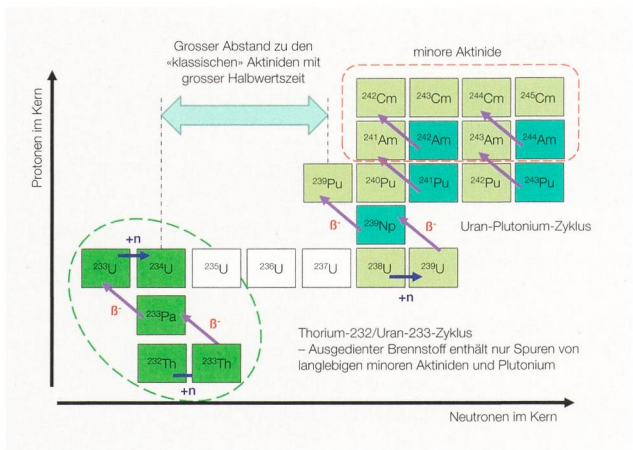 Grosser Abstand zu den
«klassischen» Aktiniden mit
grosser Halbwertszeit
minore Aktinide
Protonen im Kern
²⁴²Cm ²⁴³Cm ²⁴⁴Cm ²⁴⁵Cm
²⁴¹Am ²⁴²Am ²⁴³Am ²⁴⁴Am
²³⁹Pu ²⁴⁰Pu ²⁴¹Pu ²⁴²Pu ²⁴³Pu
ß⁻ ²³⁹Np ß⁻ Uran-Plutonium-Zyklus
+n
²³³U ²³⁴U ²³⁵U ²³⁶U ²³⁷U ²³⁸U ²³⁹U
+n
ß⁻ ²³³Pa ß⁻
Thorium-232/Uran-233-Zyklus
– Ausgedienter Brennstoff enthält nur Spuren von
langlebigen minoren Aktiniden und Plutonium
²³²Th ²³³Th
+n
Neutronen im Kern